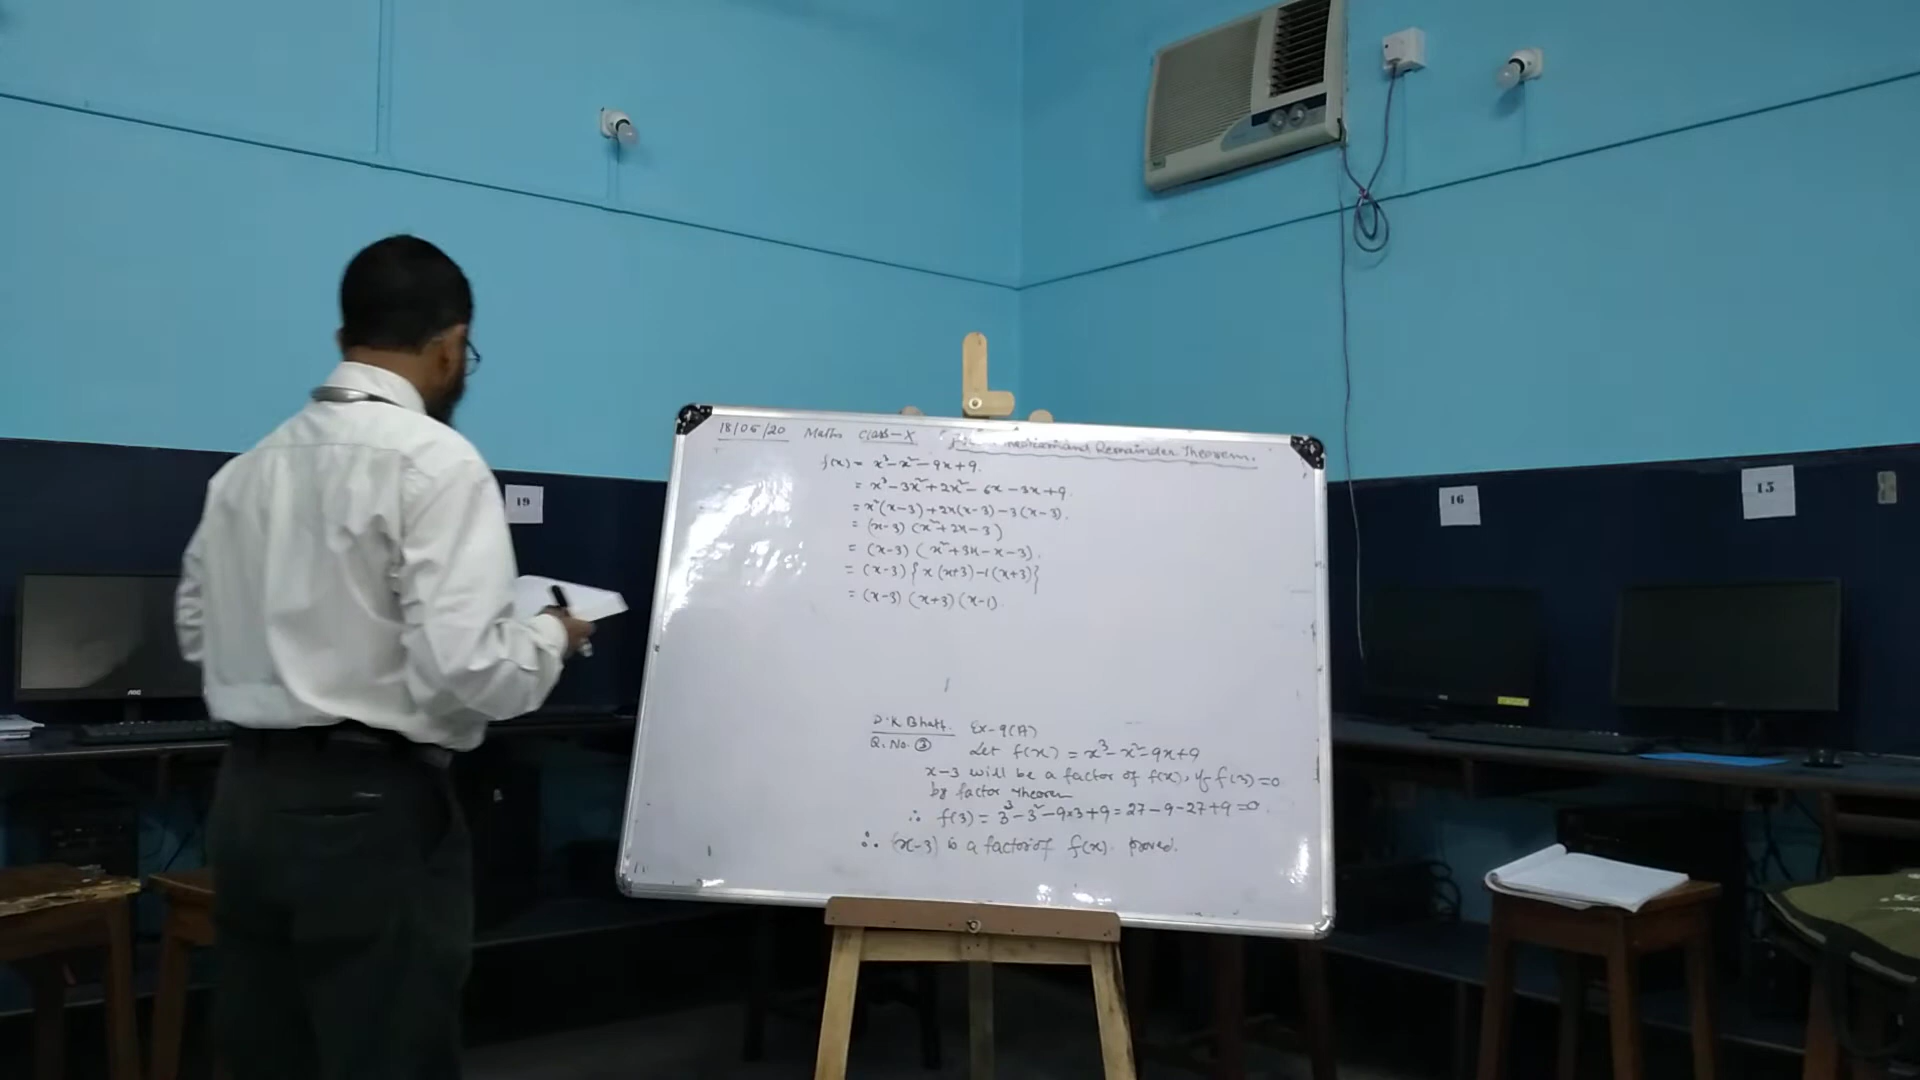 18/05/20 Maths Class-X and Remainder Theorem.
f(x) = x³-x²-9x+9.
= x³-3x²+2x²-6x-3x+9.
= x²(x-3)+2x(x-3)-3(x-3).
= (x-3) (x²+2x-3)
= (x-3) (x²+3x-x-3).
= (x-3) {x(x+3)-1(x+3)}
= (x-3) (x+3) (x-1).
D.K Bhatt. Ex-9(A)
Q. No. ③
Let f(x) = x³-x²-9x+9
x-3 will be a factor of f(x), if f(3)=0
by factor Theorem
∴ f(3) = 3³-3²-9×3+9=27-9-27+9=0.
∴ (x-3) is a factor of f(x). proved.
19
16
15
AOC